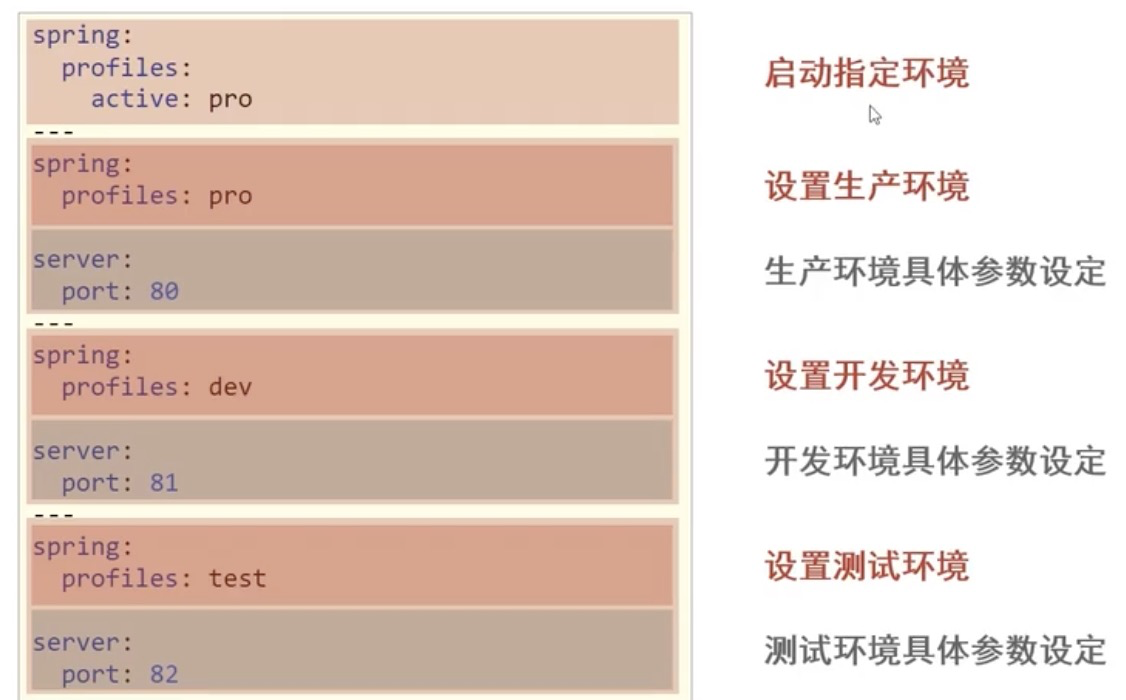 spring:
  profiles:
    active: pro
启动指定环境
---
spring:
  profiles: pro
设置生产环境
server:
  port: 80
生产环境具体参数设定
---
spring:
  profiles: dev
设置开发环境
server:
  port: 81
开发环境具体参数设定
---
spring:
  profiles: test
设置测试环境
server:
  port: 82
测试环境具体参数设定